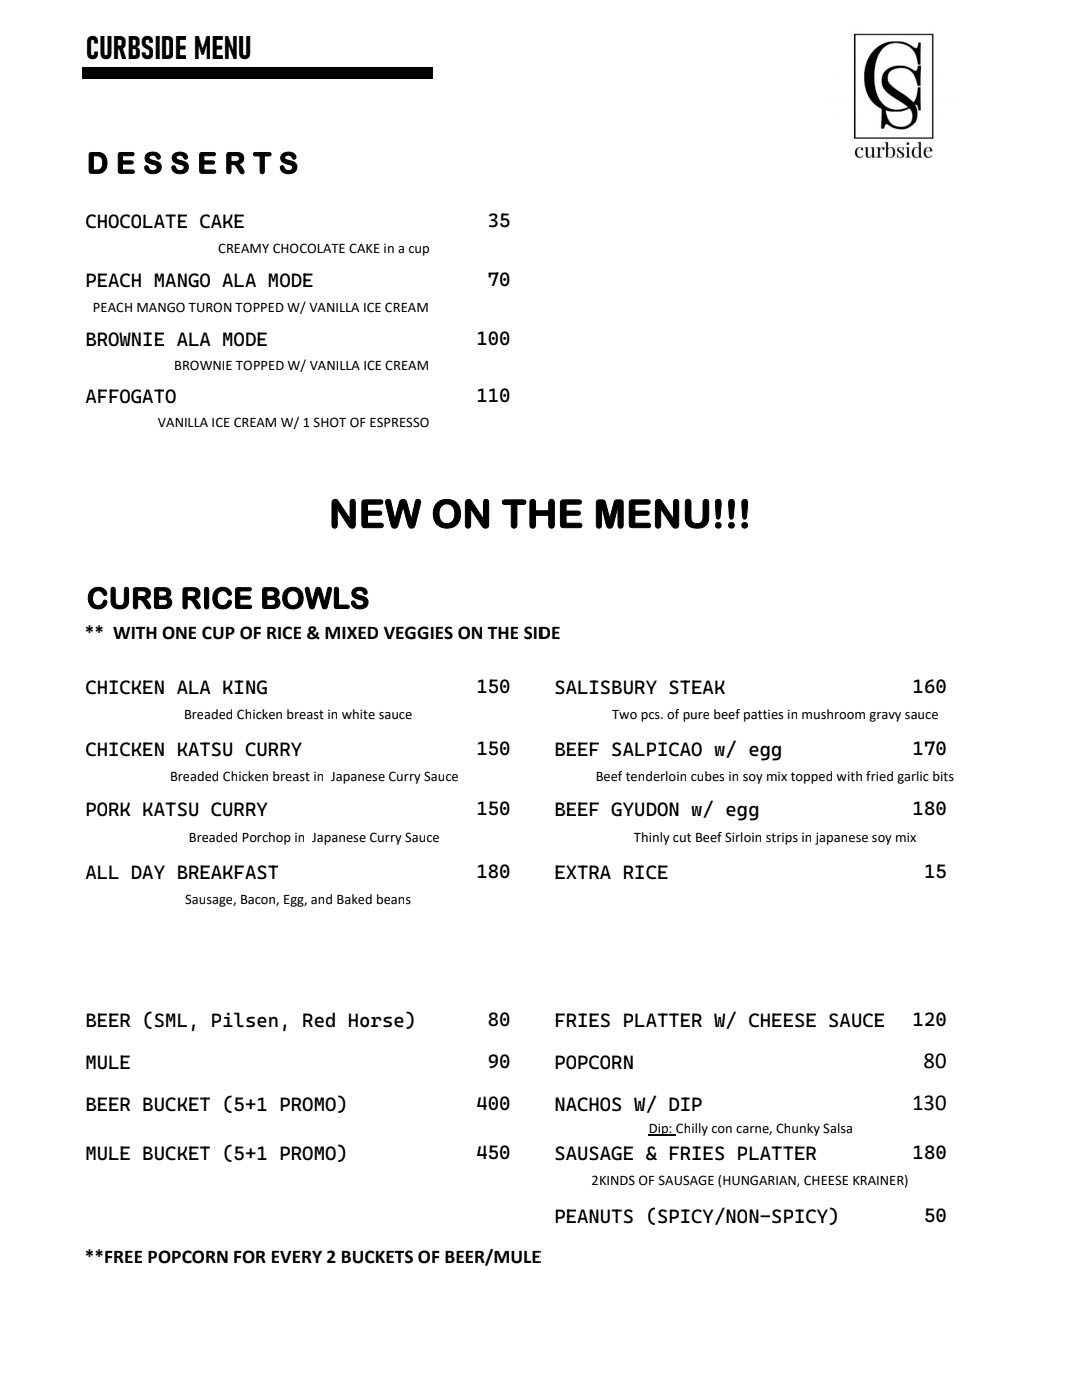 CURBSIDE MENU
CS
curbside
DESSERTS
CHOCOLATE CAKE 35
CREAMY CHOCOLATE CAKE in a cup
PEACH MANGO ALA MODE 70
PEACH MANGO TURON TOPPED W/ VANILLA ICE CREAM
BROWNIE ALA MODE 100
BROWNIE TOPPED W/ VANILLA ICE CREAM
AFFOGATO 110
VANILLA ICE CREAM W/ 1 SHOT OF ESPRESSO
NEW ON THE MENU!!!
CURB RICE BOWLS
** WITH ONE CUP OF RICE & MIXED VEGGIES ON THE SIDE
CHICKEN ALA KING 150
Breaded Chicken breast in white sauce
CHICKEN KATSU CURRY 150
Breaded Chicken breast in Japanese Curry Sauce
PORK KATSU CURRY 150
Breaded Porchop in Japanese Curry Sauce
ALL DAY BREAKFAST 180
Sausage, Bacon, Egg, and Baked beans
SALISBURY STEAK 160
Two pcs. of pure beef patties in mushroom gravy sauce
BEEF SALPICAO w/ egg 170
Beef tenderloin cubes in soy mix topped with fried garlic bits
BEEF GYUDON w/ egg 180
Thinly cut Beef Sirloin strips in japanese soy mix
EXTRA RICE 15
BEER (SML, Pilsen, Red Horse) 80
MULE 90
BEER BUCKET (5+1 PROMO) 400
MULE BUCKET (5+1 PROMO) 450
FRIES PLATTER W/ CHEESE SAUCE 120
POPCORN 80
NACHOS W/ DIP 130
Dip: Chilly con carne, Chunky Salsa
SAUSAGE & FRIES PLATTER 180
2KINDS OF SAUSAGE (HUNGARIAN, CHEESE KRAINER)
PEANUTS (SPICY/NON-SPICY) 50
**FREE POPCORN FOR EVERY 2 BUCKETS OF BEER/MULE